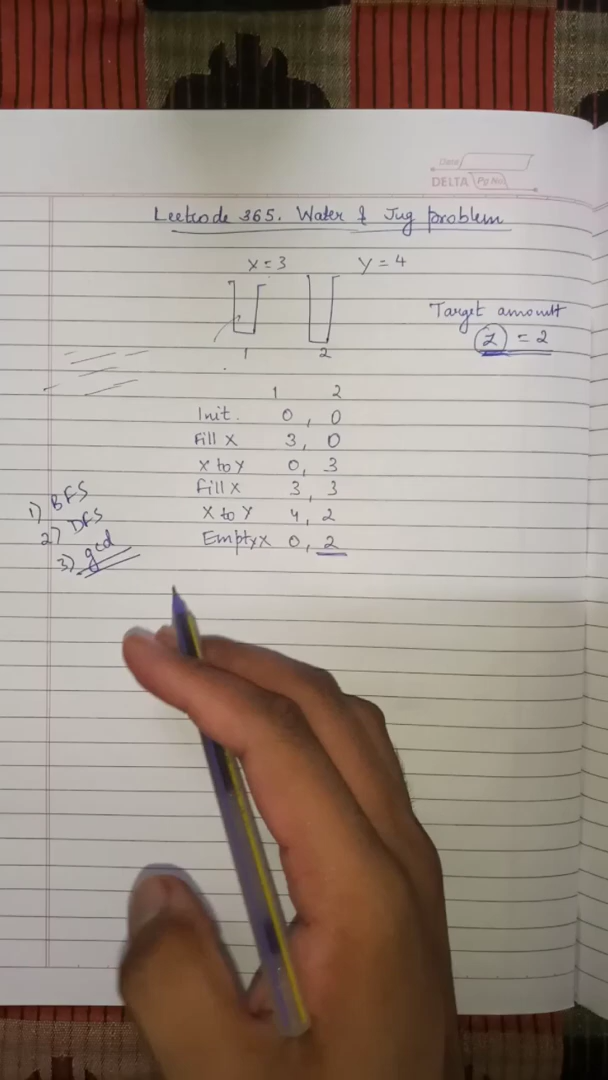 Date
DELTA Pg No
Leetcode 365. Water & Jug problem
X = 3 Y = 4
Target amount
z = 2
1 2
1 2
Init. 0, 0
Fill X 3, 0
X to Y 0, 3
Fill X 3, 3
X to Y 4, 2
Empty X 0, 2
1) BFS
2) DFS
3) gcd